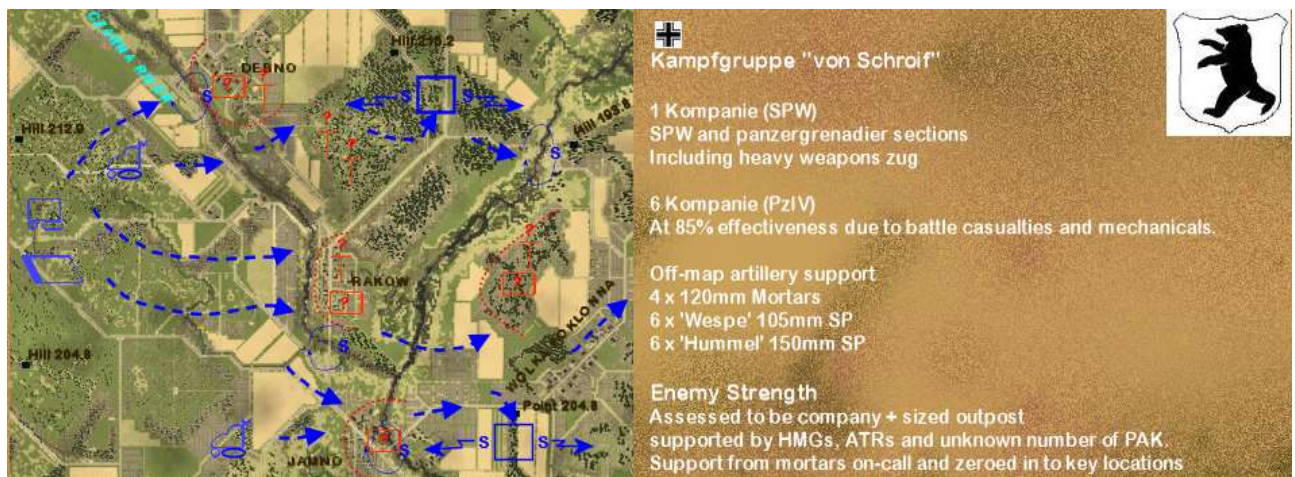 CZARNA RIVER
Hill
DEBNO
?
S
S
S
Hill 212.9
?
?
Hill 193.8
S
?
?
RAKOW
?
?
S
Hill 204.8
Point 204.8
JAMNO
S
S
S
S
Kampfgruppe "von Schroif"
1 Kompanie (SPW)
SPW and panzergrenadier sections
Including heavy weapons zug
6 Kompanie (PzIV)
At 85% effectiveness due to battle casualties and mechanicals.
Off-map artillery support
4 x 120mm Mortars
6 x 'Wespe' 105mm SP
6 x 'Hummel' 150mm SP
Enemy Strength
Assessed to be company + sized outpost
supported by HMGs, ATRs and unknown number of PAK.
Support from mortars on-call and zeroed in to key locations